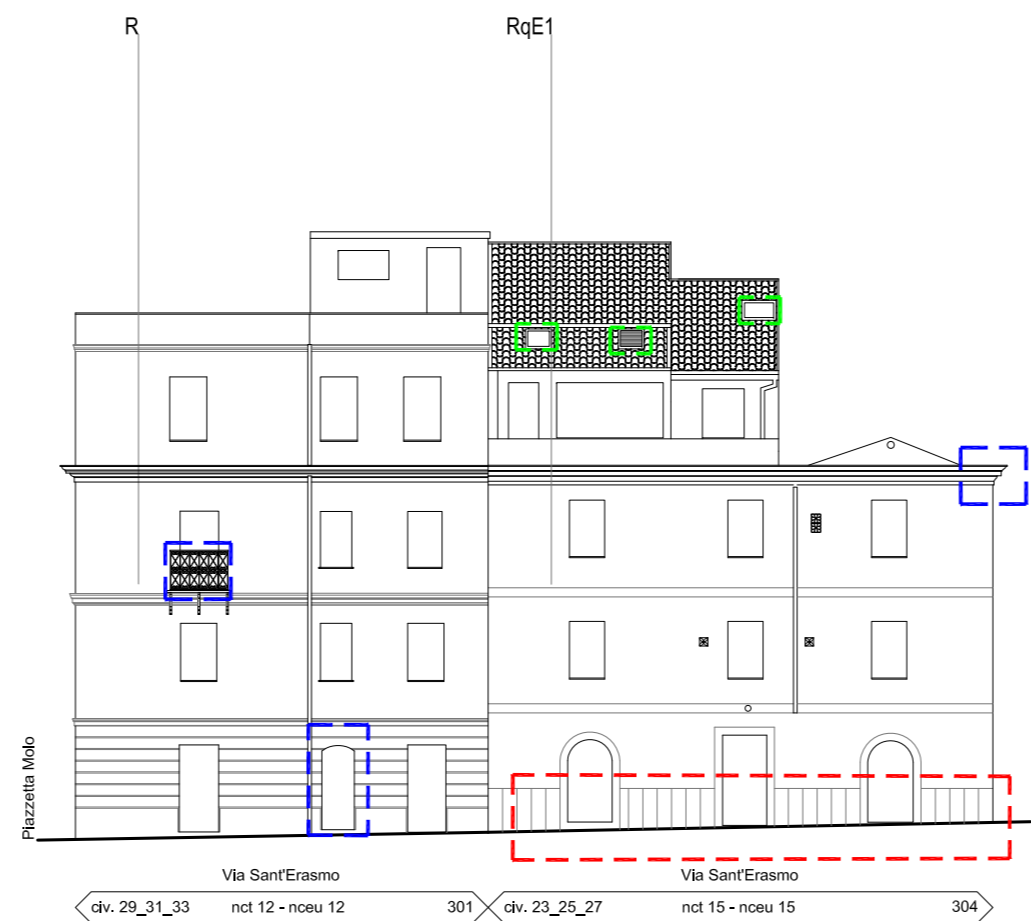 R
RqE1
Piazzetta Molo
Via Sant'Erasmo
Via Sant'Erasmo
civ. 29_31_33
nct 12 - nceu 12
301
civ. 23_25_27
nct 15 - nceu 15
304